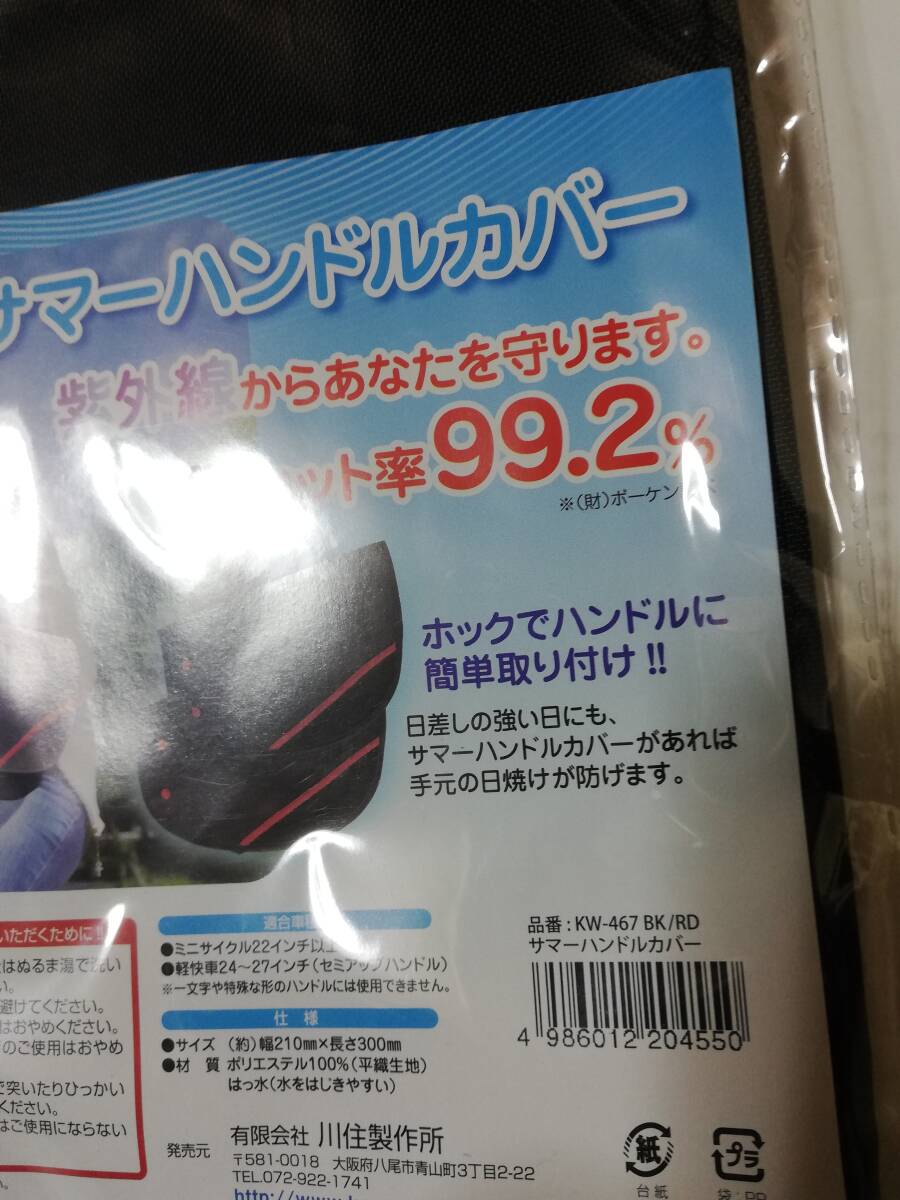 サマーハンドルカバー
紫外線からあなたを守ります。
ット率99.2%
※(財)ボーケン
ホックでハンドルに
簡単取り付け!!
日差しの強い日にも、
サマーハンドルカバーがあれば
手元の日焼けが防げます。
いただくために!!
はぬるま湯で洗い
い。
避けてください。
はおやめください。
のご使用はおやめ
で突いたりひっかい
ください。
はご使用にならない
適合車種
●ミニサイクル22インチ以上
●軽快車24〜27インチ(セミアップハンドル)
※一文字や特殊な形のハンドルには使用できません。
仕様
●サイズ (約)幅210㎜×長さ300㎜
●材 質 ポリエステル100%(平織生地)
はっ水(水をはじきやすい)
発売元 有限会社 川住製作所
〒581-0018 大阪府八尾市青山町3丁目2-22
TEL.072-922-1741
http://www.
品番:KW-467 BK/RD
サマーハンドルカバー
4 986012 204550
紙
台紙
プラ
袋:PP